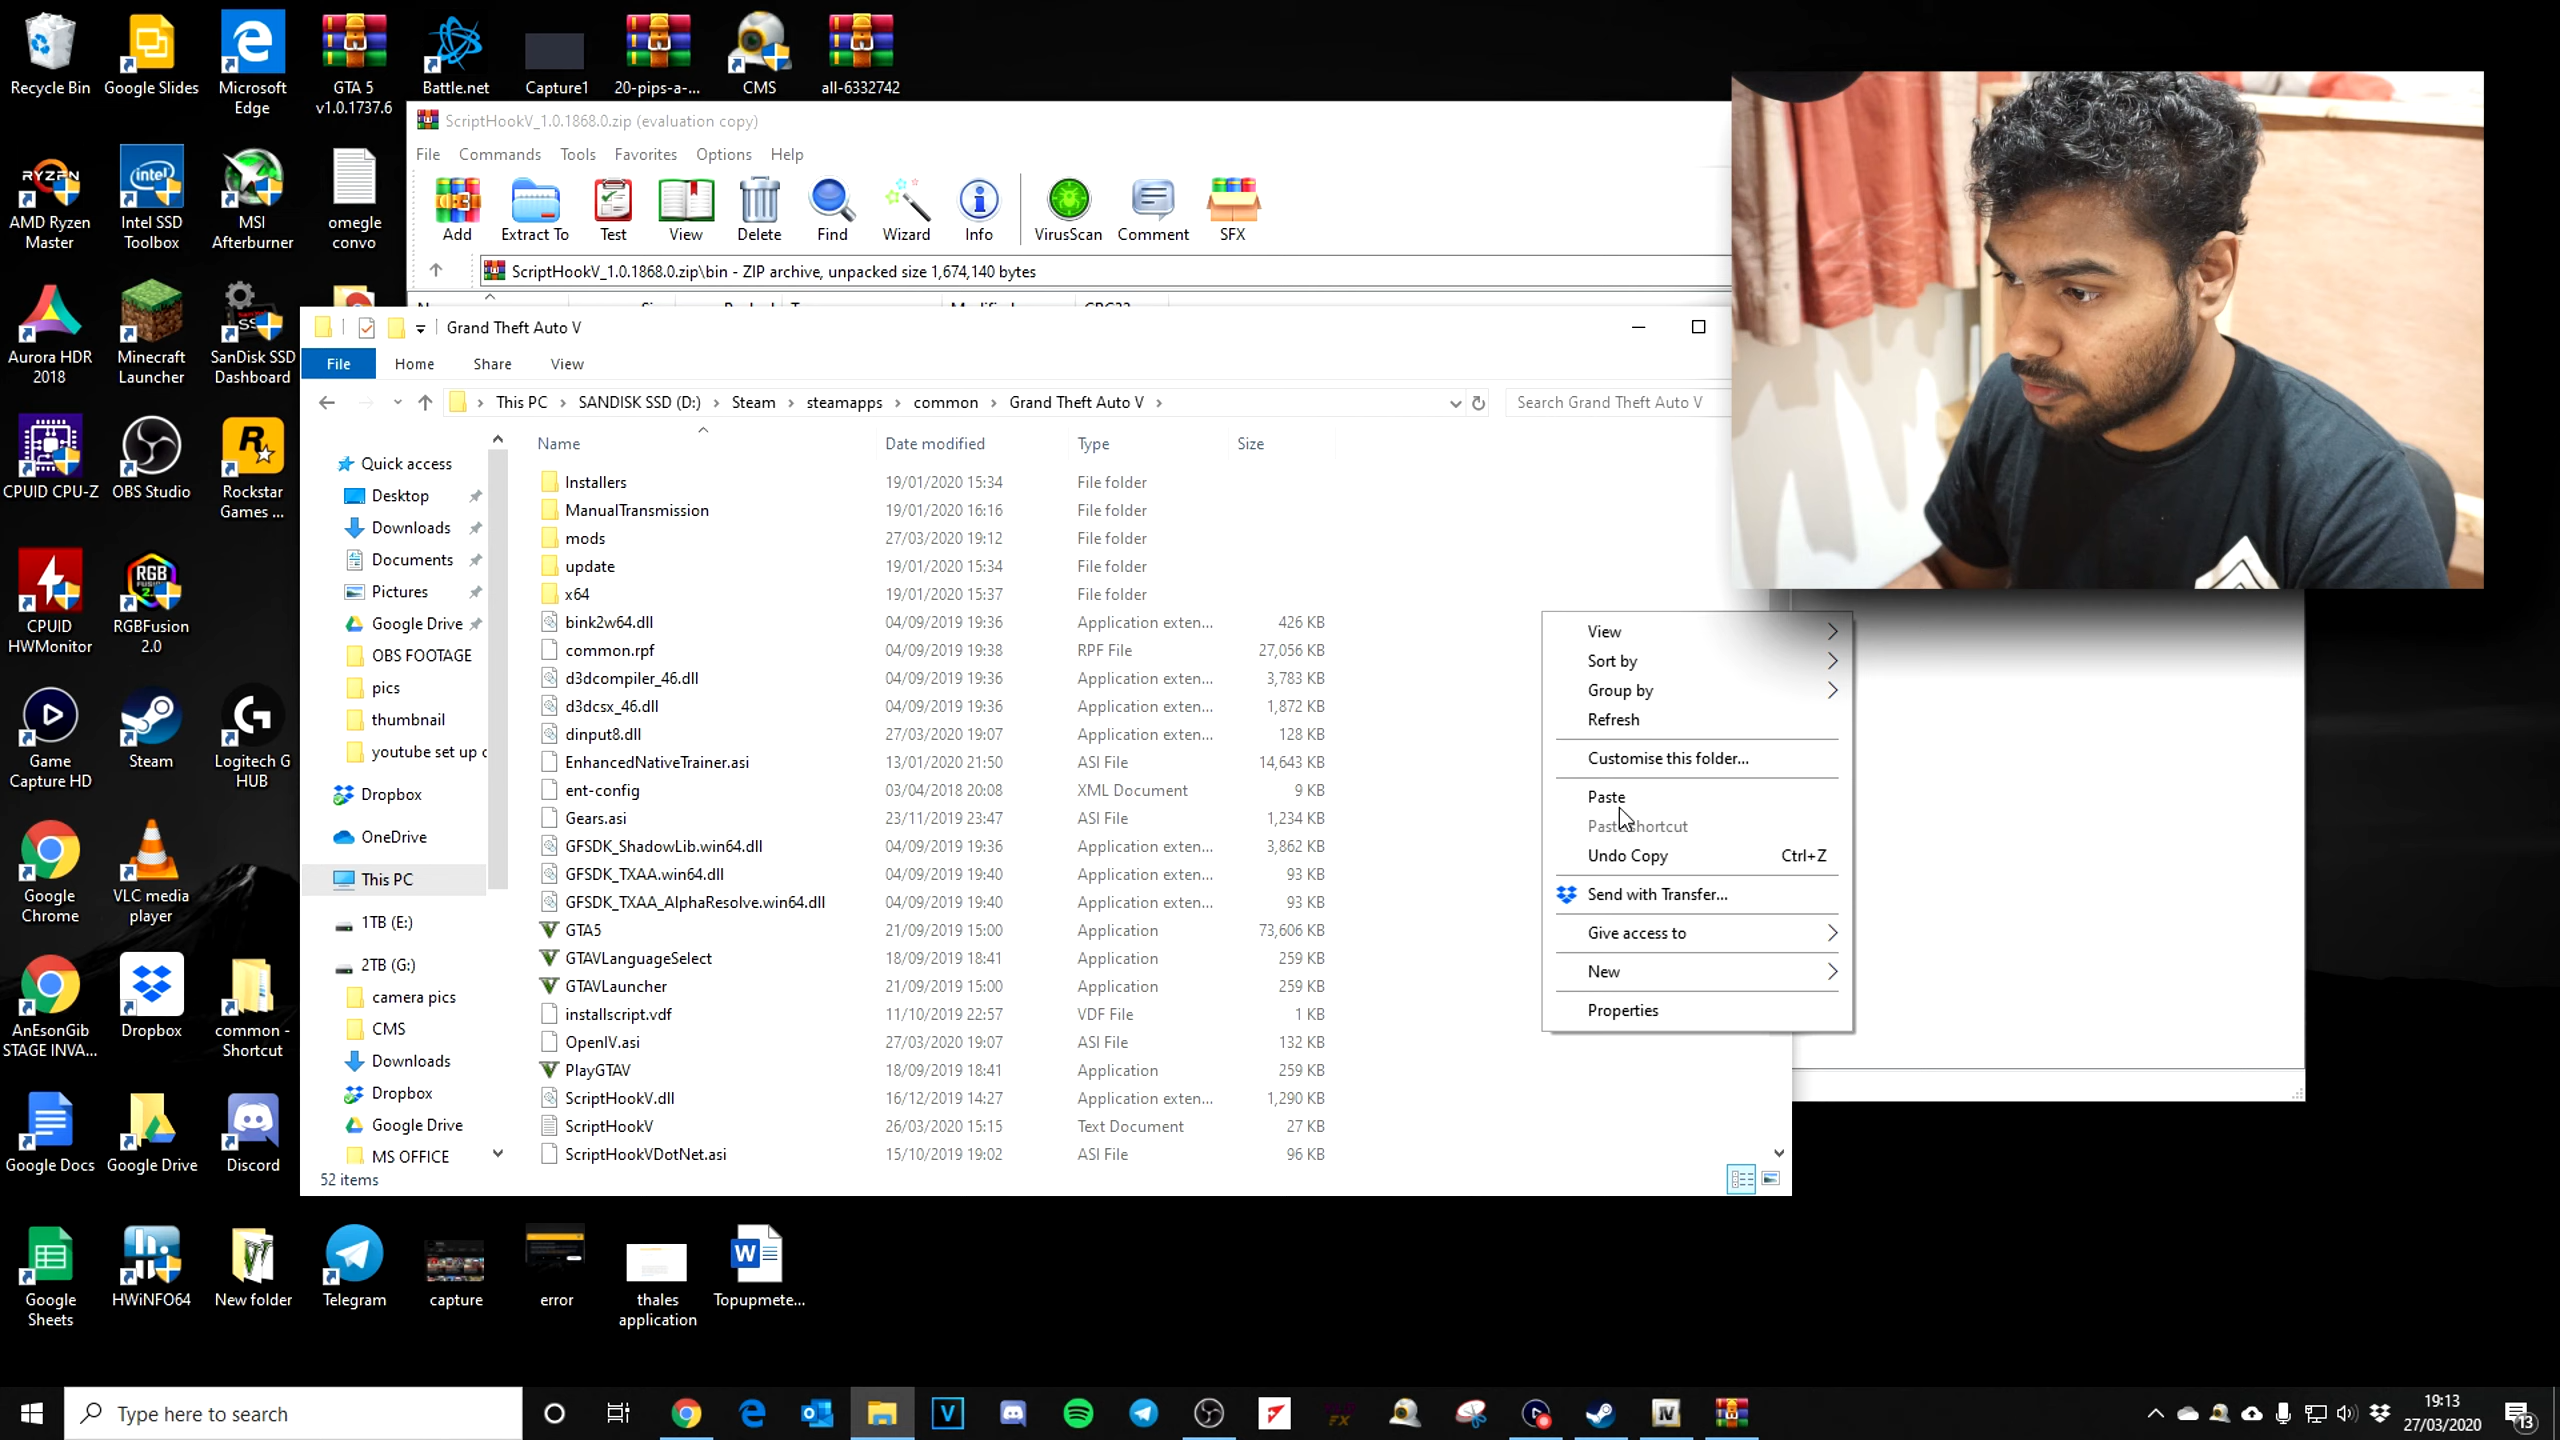 Recycle Bin
Google Slides
Microsoft Edge
GTA 5 v1.0.1737.6
Battle.net
Capture1
20-pips-a-...
CMS
all-6332742
AMD Ryzen Master
Intel SSD Toolbox
MSI Afterburner
omegle convo
Aurora HDR 2018
Minecraft Launcher
SanDisk SSD Dashboard
CPUID CPU-Z
OBS Studio
Rockstar Games ...
CPUID HWMonitor
RGBFusion 2.0
Game Capture HD
Steam
Logitech G HUB
Google Chrome
VLC media player
AnEsonGib STAGE INVA...
Dropbox
common - Shortcut
Google Docs
Google Drive
Discord
Google Sheets
HWiNFO64
New folder
Telegram
capture
error
thales application
Topupmete...
ScriptHookV_1.0.1868.0.zip (evaluation copy)
File Commands Tools Favorites Options Help
Add Extract To Test View Delete Find Wizard Info VirusScan Comment SFX
ScriptHookV_1.0.1868.0.zip\bin - ZIP archive, unpacked size 1,674,140 bytes
Grand Theft Auto V
File Home Share View
This PC > SANDISK SSD (D:) > Steam > steamapps > common > Grand Theft Auto V >
Search Grand Theft Auto V
Quick access
Desktop
Downloads
Documents
Pictures
Google Drive
OBS FOOTAGE
pics
thumbnail
youtube set up
Dropbox
OneDrive
This PC
1TB (E:)
2TB (G:)
camera pics
CMS
Downloads
Dropbox
Google Drive
MS OFFICE
Name Date modified Type Size
Installers 19/01/2020 15:34 File folder
ManualTransmission 19/01/2020 16:16 File folder
mods 27/03/2020 19:12 File folder
update 19/01/2020 15:34 File folder
x64 19/01/2020 15:37 File folder
bink2w64.dll 04/09/2019 19:36 Application exten... 426 KB
common.rpf 04/09/2019 19:38 RPF File 27,056 KB
d3dcompiler_46.dll 04/09/2019 19:36 Application exten... 3,783 KB
d3dcsx_46.dll 04/09/2019 19:36 Application exten... 1,872 KB
dinput8.dll 27/03/2020 19:07 Application exten... 128 KB
EnhancedNativeTrainer.asi 13/01/2020 21:50 ASI File 14,643 KB
ent-config 03/04/2018 20:08 XML Document 9 KB
Gears.asi 23/11/2019 23:47 ASI File 1,234 KB
GFSDK_ShadowLib.win64.dll 04/09/2019 19:36 Application exten... 3,862 KB
GFSDK_TXAA.win64.dll 04/09/2019 19:40 Application exten... 93 KB
GFSDK_TXAA_AlphaResolve.win64.dll 04/09/2019 19:40 Application exten... 93 KB
GTA5 21/09/2019 15:00 Application 73,606 KB
GTAVLanguageSelect 18/09/2019 18:41 Application 259 KB
GTAVLauncher 21/09/2019 15:00 Application 259 KB
installscript.vdf 11/10/2019 22:57 VDF File 1 KB
OpenIV.asi 27/03/2020 19:07 ASI File 132 KB
PlayGTAV 18/09/2019 18:41 Application 259 KB
ScriptHookV.dll 16/12/2019 14:27 Application exten... 1,290 KB
ScriptHookV 26/03/2020 15:15 Text Document 27 KB
ScriptHookVDotNet.asi 15/10/2019 19:02 ASI File 96 KB
52 items
View
Sort by
Group by
Refresh
Customise this folder...
Paste
Paste shortcut
Undo Copy Ctrl+Z
Send with Transfer...
Give access to
New
Properties
Type here to search
19:13
27/03/2020
13